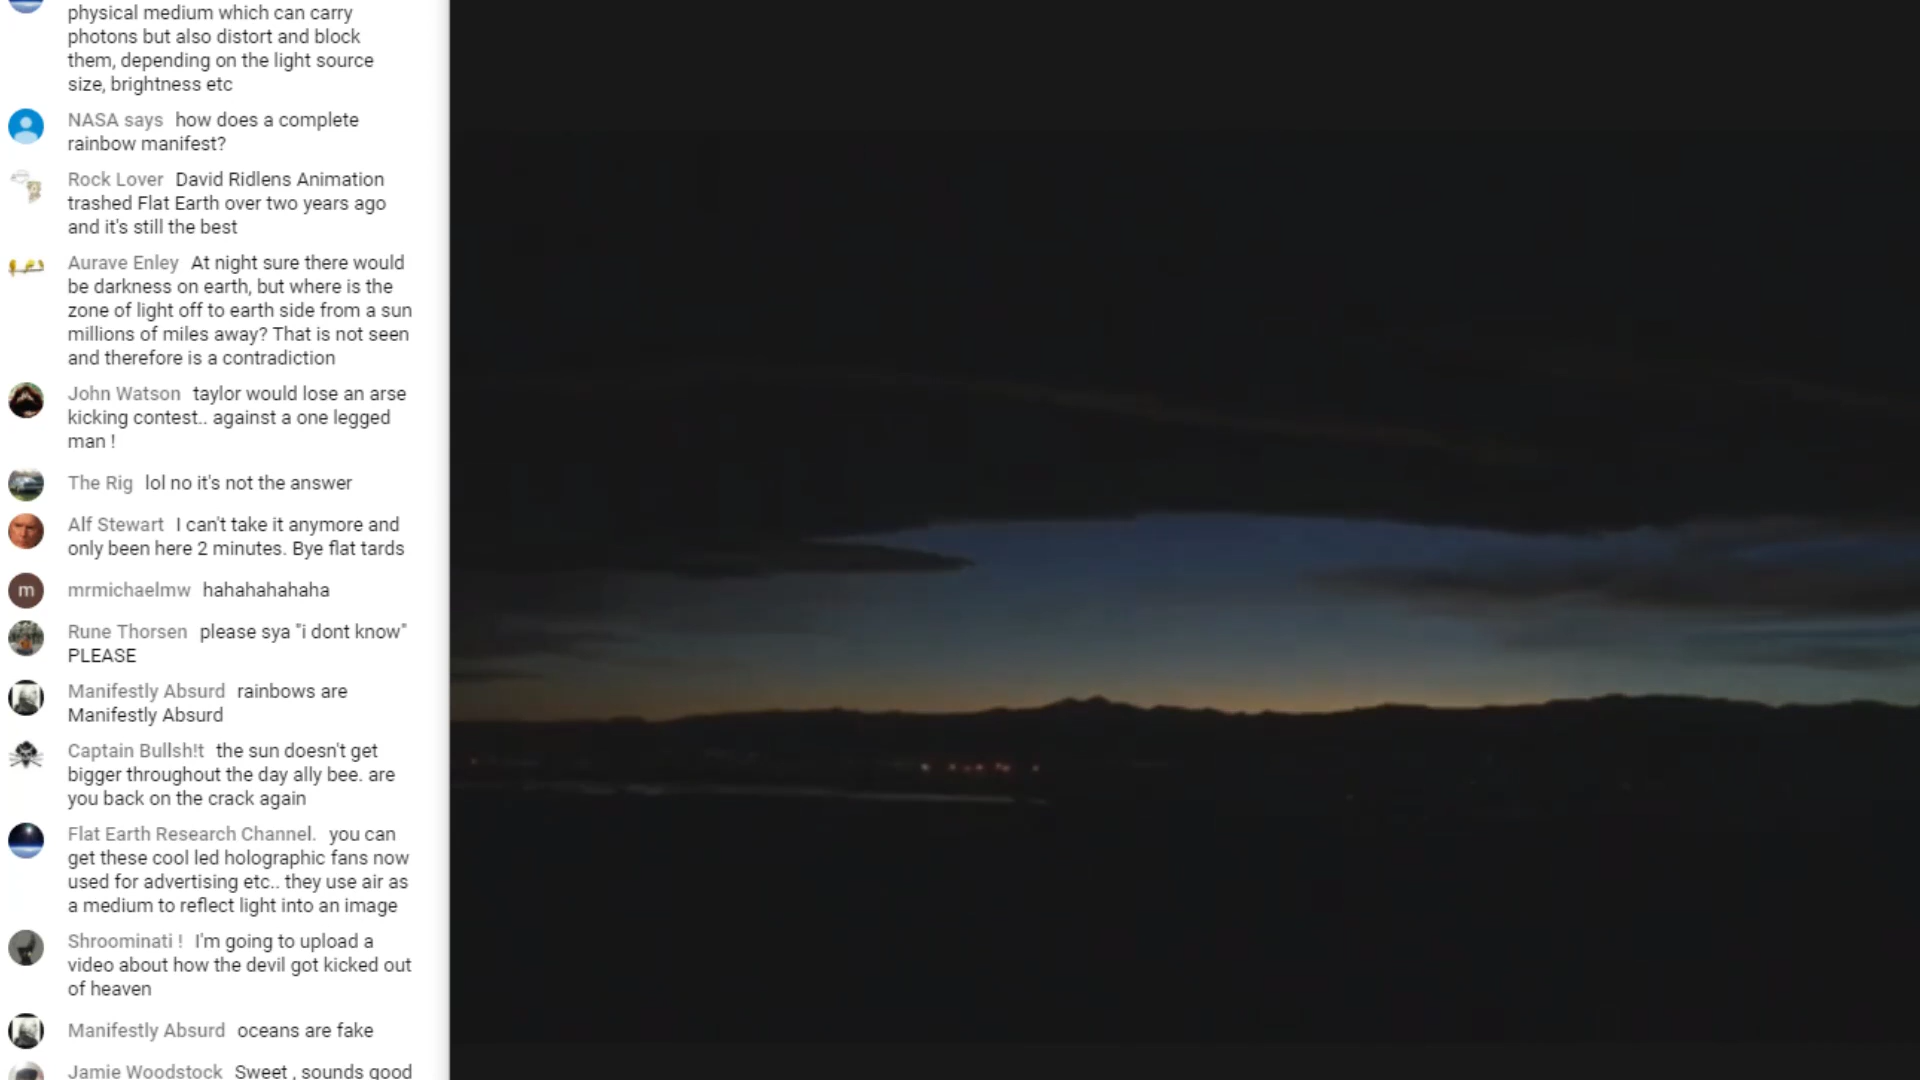 physical medium which can carry
photons but also distort and block
them, depending on the light source
size, brightness etc
NASA says how does a complete
rainbow manifest?
Rock Lover David Ridlens Animation
trashed Flat Earth over two years ago
and it's still the best
Aurave Enley At night sure there would
be darkness on earth, but where is the
zone of light off to earth side from a sun
millions of miles away? That is not seen
and therefore is a contradiction
John Watson taylor would lose an arse
kicking contest.. against a one legged
man !
The Rig lol no it's not the answer
Alf Stewart I can't take it anymore and
only been here 2 minutes. Bye flat tards
m
mrmichaelmw hahahahahaha
Rune Thorsen please sya "i dont know"
PLEASE
Manifestly Absurd rainbows are
Manifestly Absurd
Captain Bullsh!t the sun doesn't get
bigger throughout the day ally bee. are
you back on the crack again
Flat Earth Research Channel. you can
get these cool led holographic fans now
used for advertising etc.. they use air as
a medium to reflect light into an image
Shroominati ! I'm going to upload a
video about how the devil got kicked out
of heaven
Manifestly Absurd oceans are fake
Jamie Woodstock Sweet , sounds good